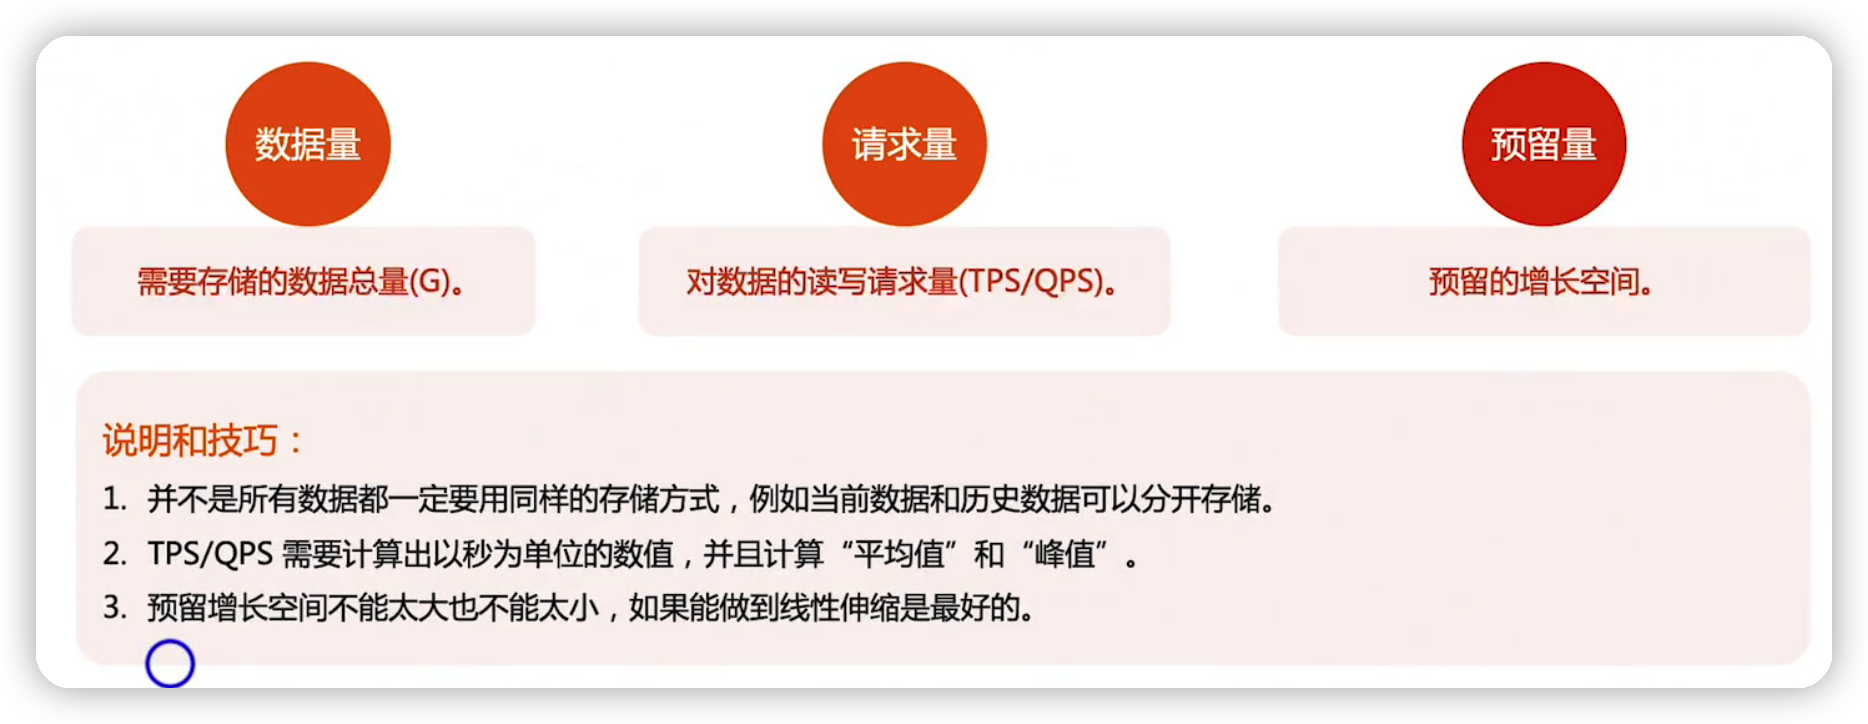 数据量
请求量
预留量
需要存储的数据总量(G)。
对数据的读写请求量(TPS/QPS)。
预留的增长空间。
说明和技巧：
1. 并不是所有数据都一定要用同样的存储方式，例如当前数据和历史数据可以分开存储。
2. TPS/QPS 需要计算出以秒为单位的数值，并且计算“平均值”和“峰值”。
3. 预留增长空间不能太大也不能太小，如果能做到线性伸缩是最好的。